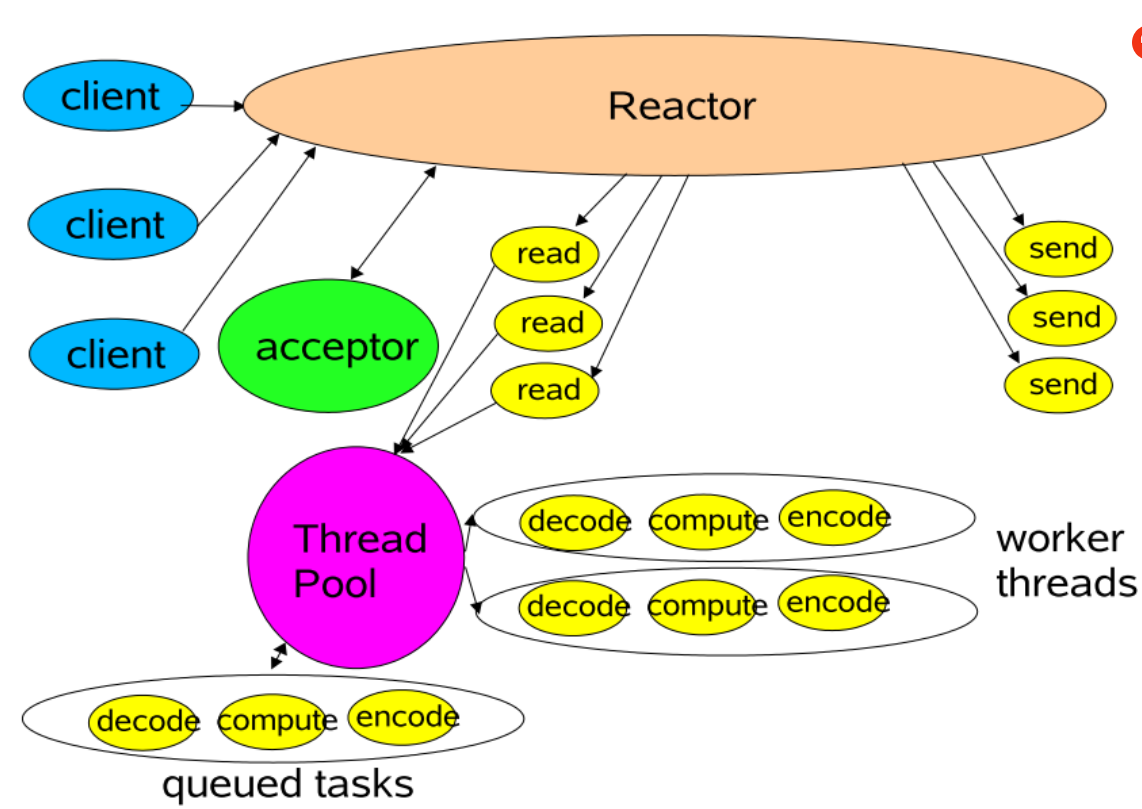 client
Reactor
client
client
acceptor
read
read
read
send
send
send
Thread
Pool
decode compute encode
decode compute encode
worker
threads
decode compute encode
queued tasks